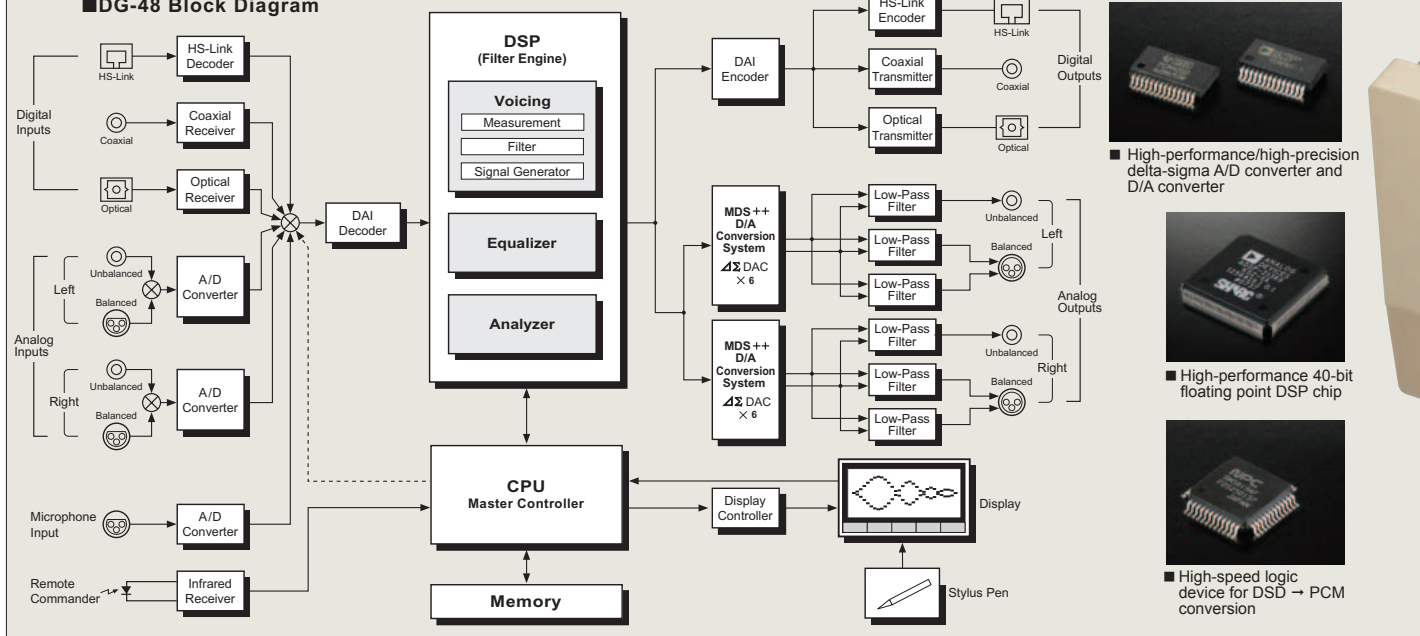 ■DG-48 Block Diagram
Digital
Inputs
HS-Link
HS-Link
Decoder
Coaxial
Coaxial
Receiver
Optical
Optical
Receiver
Analog
Inputs
Left
Unbalanced
Balanced
A/D
Converter
Right
Unbalanced
Balanced
A/D
Converter
Microphone
Input
A/D
Converter
Remote
Commander
Infrared
Receiver
DAI
Decoder
DSP
(Filter Engine)
Voicing
Measurement
Filter
Signal Generator
Equalizer
Analyzer
CPU
Master Controller
Memory
DAI
Encoder
HS-Link
Encoder
HS-Link
Coaxial
Transmitter
Coaxial
Optical
Transmitter
Optical
Digital
Outputs
MDS++
D/A
Conversion
System
ΔΣ DAC
× 6
Low-Pass
Filter
Unbalanced
Low-Pass
Filter
Balanced
Low-Pass
Filter
Left
MDS++
D/A
Conversion
System
ΔΣ DAC
× 6
Low-Pass
Filter
Unbalanced
Low-Pass
Filter
Balanced
Low-Pass
Filter
Right
Analog
Outputs
Display
Controller
Display
Stylus Pen
■ High-performance/high-precision
delta-sigma A/D converter and
D/A converter
ANALOG
■ High-performance 40-bit
floating point DSP chip
NPC
■ High-speed logic
device for DSD → PCM
conversion